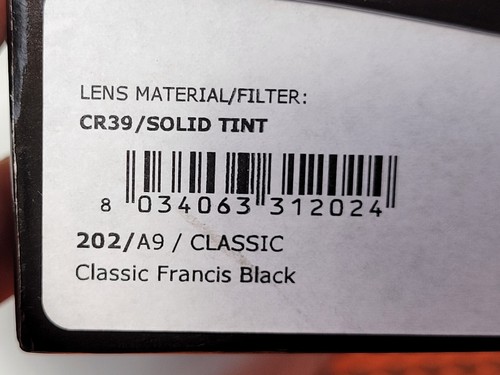 LENS MATERIAL/FILTER:
CR39/SOLID TINT
8 034063 312024
202/A9 / CLASSIC
Classic Francis Black